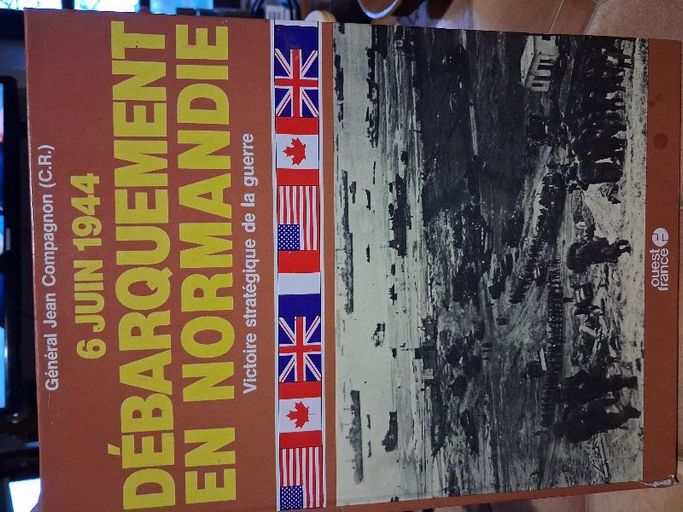 Général Jean Compagnon (C.R.)
6 JUIN 1944
DÉBARQUEMENT
EN NORMANDIE
Victoire stratégique de la guerre
ouest
france